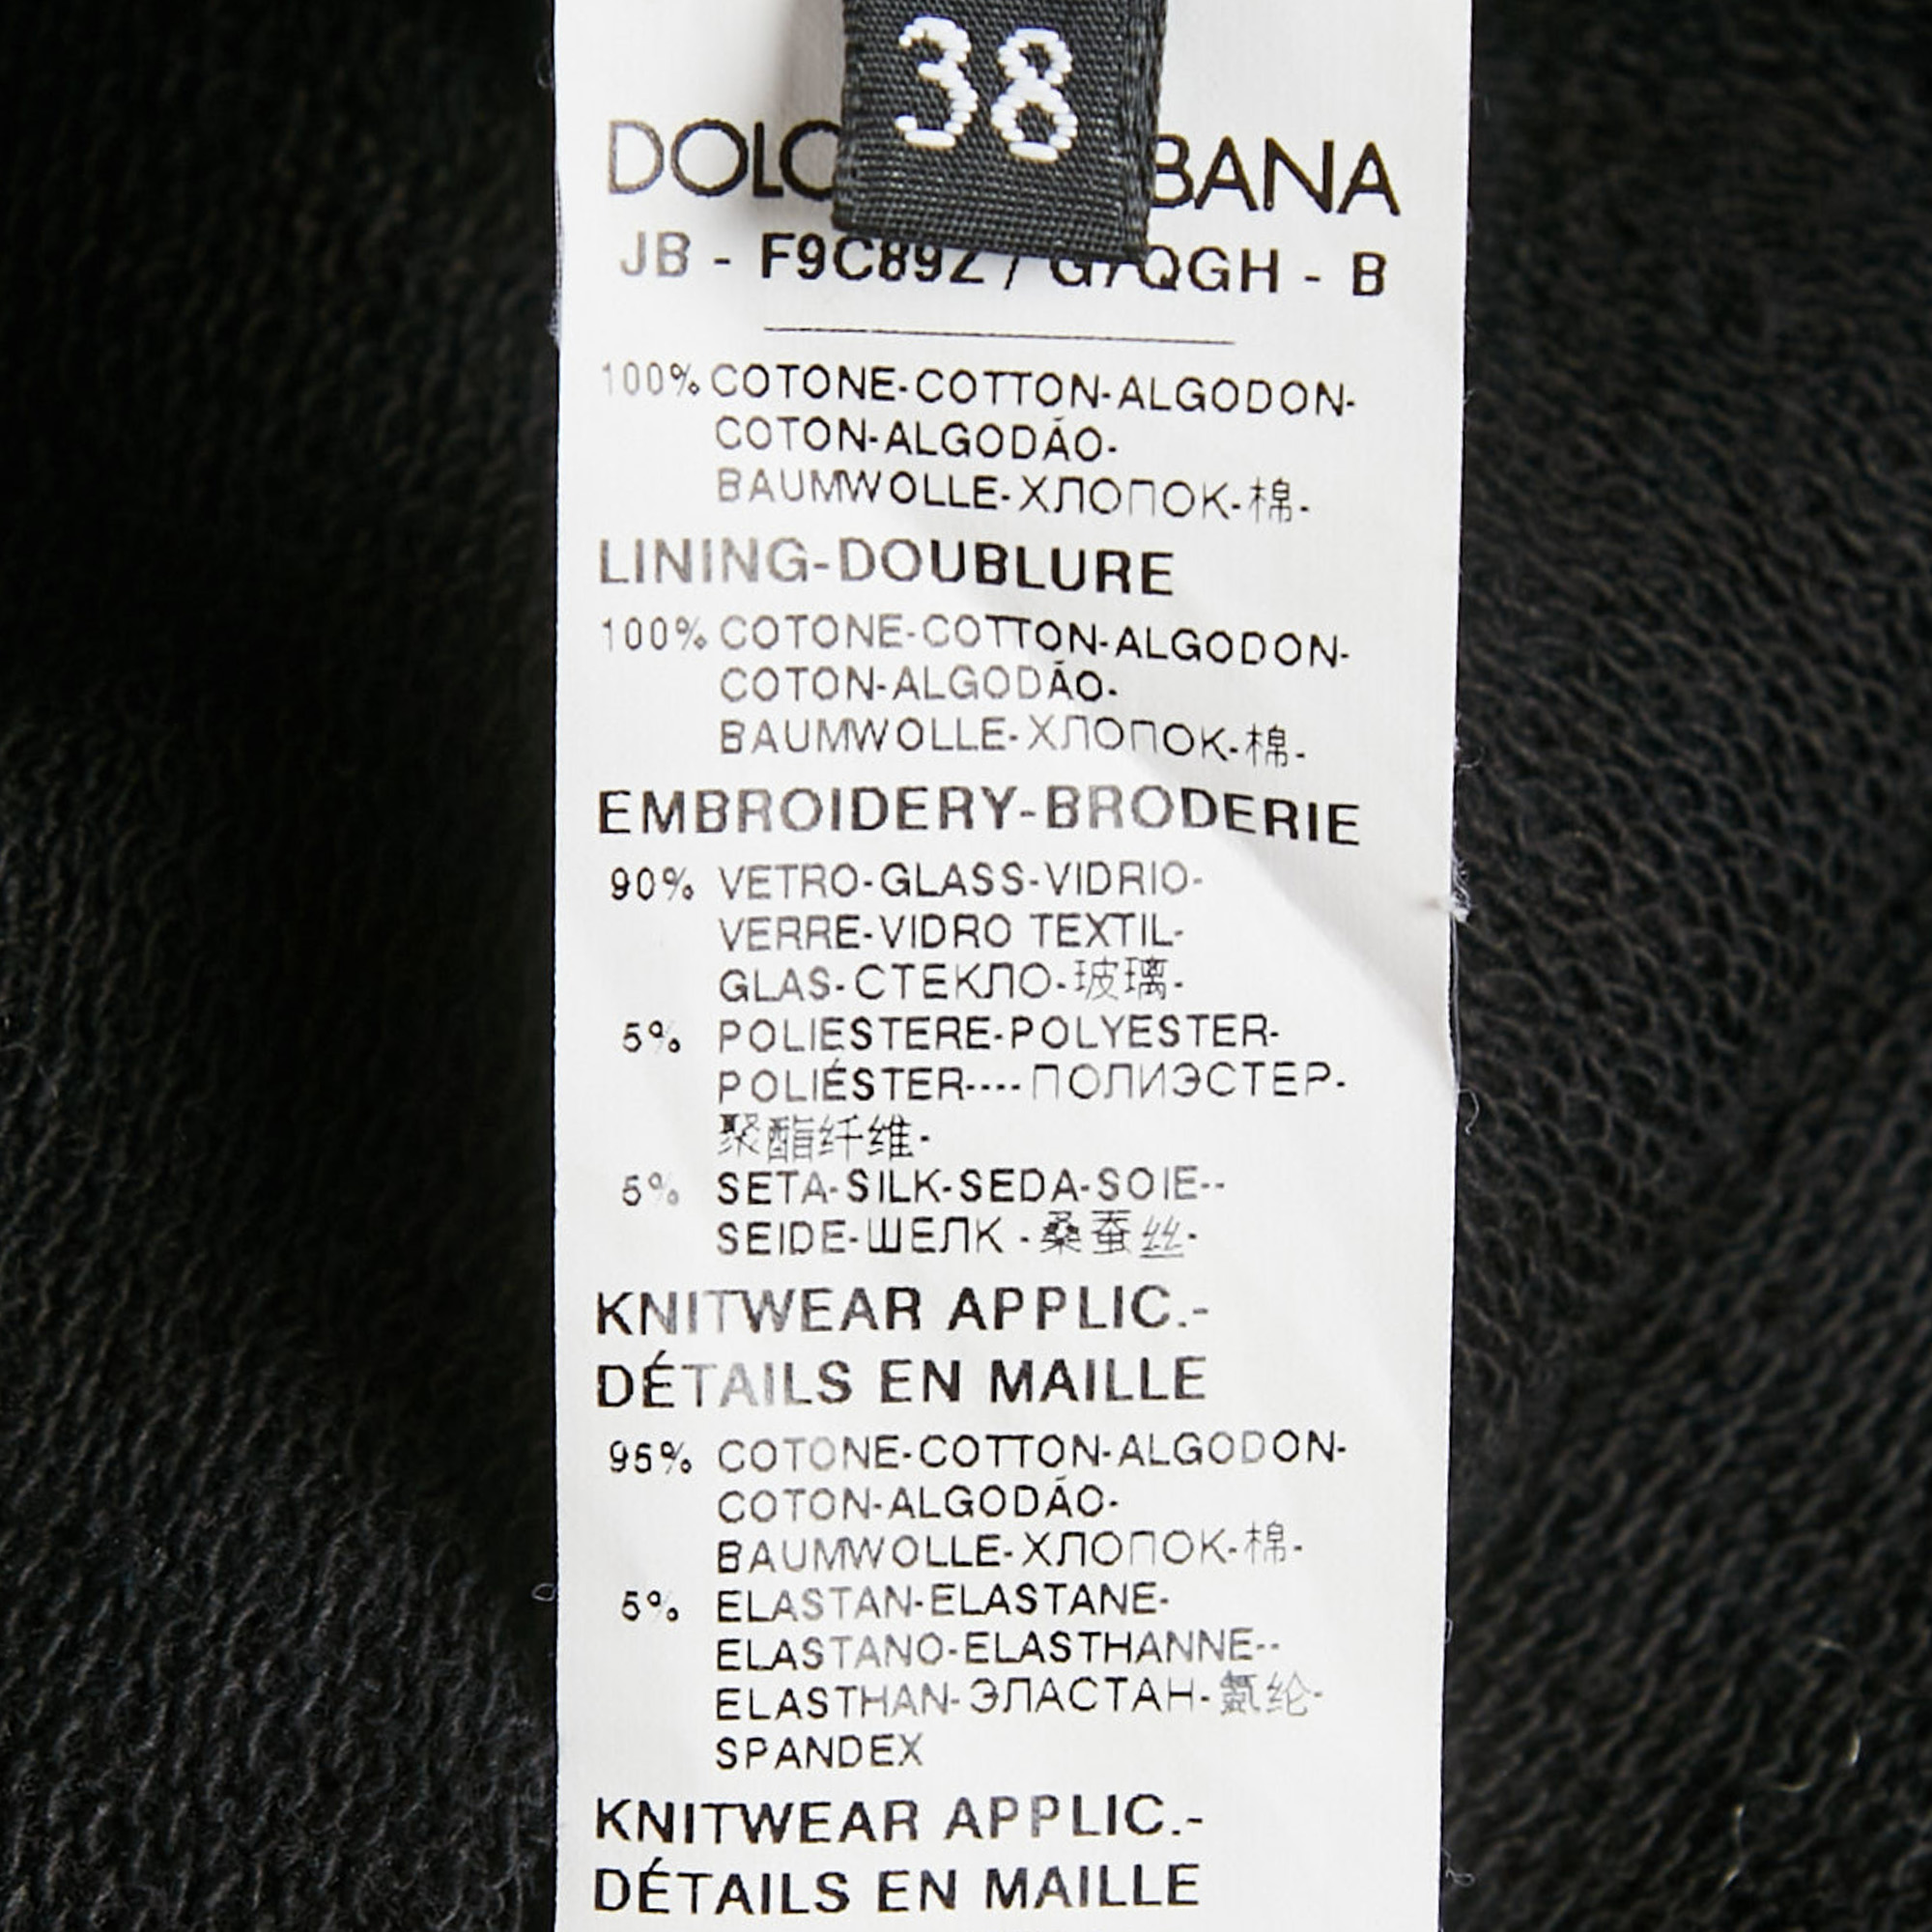 38
DOLC BANA
JB - F9C89Z / G7QGH - B
100% COTONE-COTTON-ALGODON-
COTON-ALGODÃO-
BAUMWOLLE-ХЛОПОК-棉-
LINING-DOUBLURE
100% COTONE-COTTON-ALGODON-
COTON-ALGODÃO-
BAUMWOLLE-ХЛОПОК-棉-
EMBROIDERY-BRODERIE
90% VETRO-GLASS-VIDRIO-
VERRE-VIDRO TEXTIL-
GLAS-СТЕКЛО-玻璃-
5% POLIESTERE-POLYESTER-
POLIÉSTER----ПОЛИЭСТЕР-
聚酯纤维-
5% SETA-SILK-SEDA-SOIE--
SEIDE-ШЕЛК -桑蚕丝-
KNITWEAR APPLIC.-
DÉTAILS EN MAILLE
95% COTONE-COTTON-ALGODON-
COTON-ALGODÃO-
BAUMWOLLE-ХЛОПОК-棉-
5% ELASTAN-ELASTANE-
ELASTANO-ELASTHANNE--
ELASTHAN-ЭЛАСТАН-氨纶-
SPANDEX
KNITWEAR APPLIC.-
DÉTAILS EN MAILLE